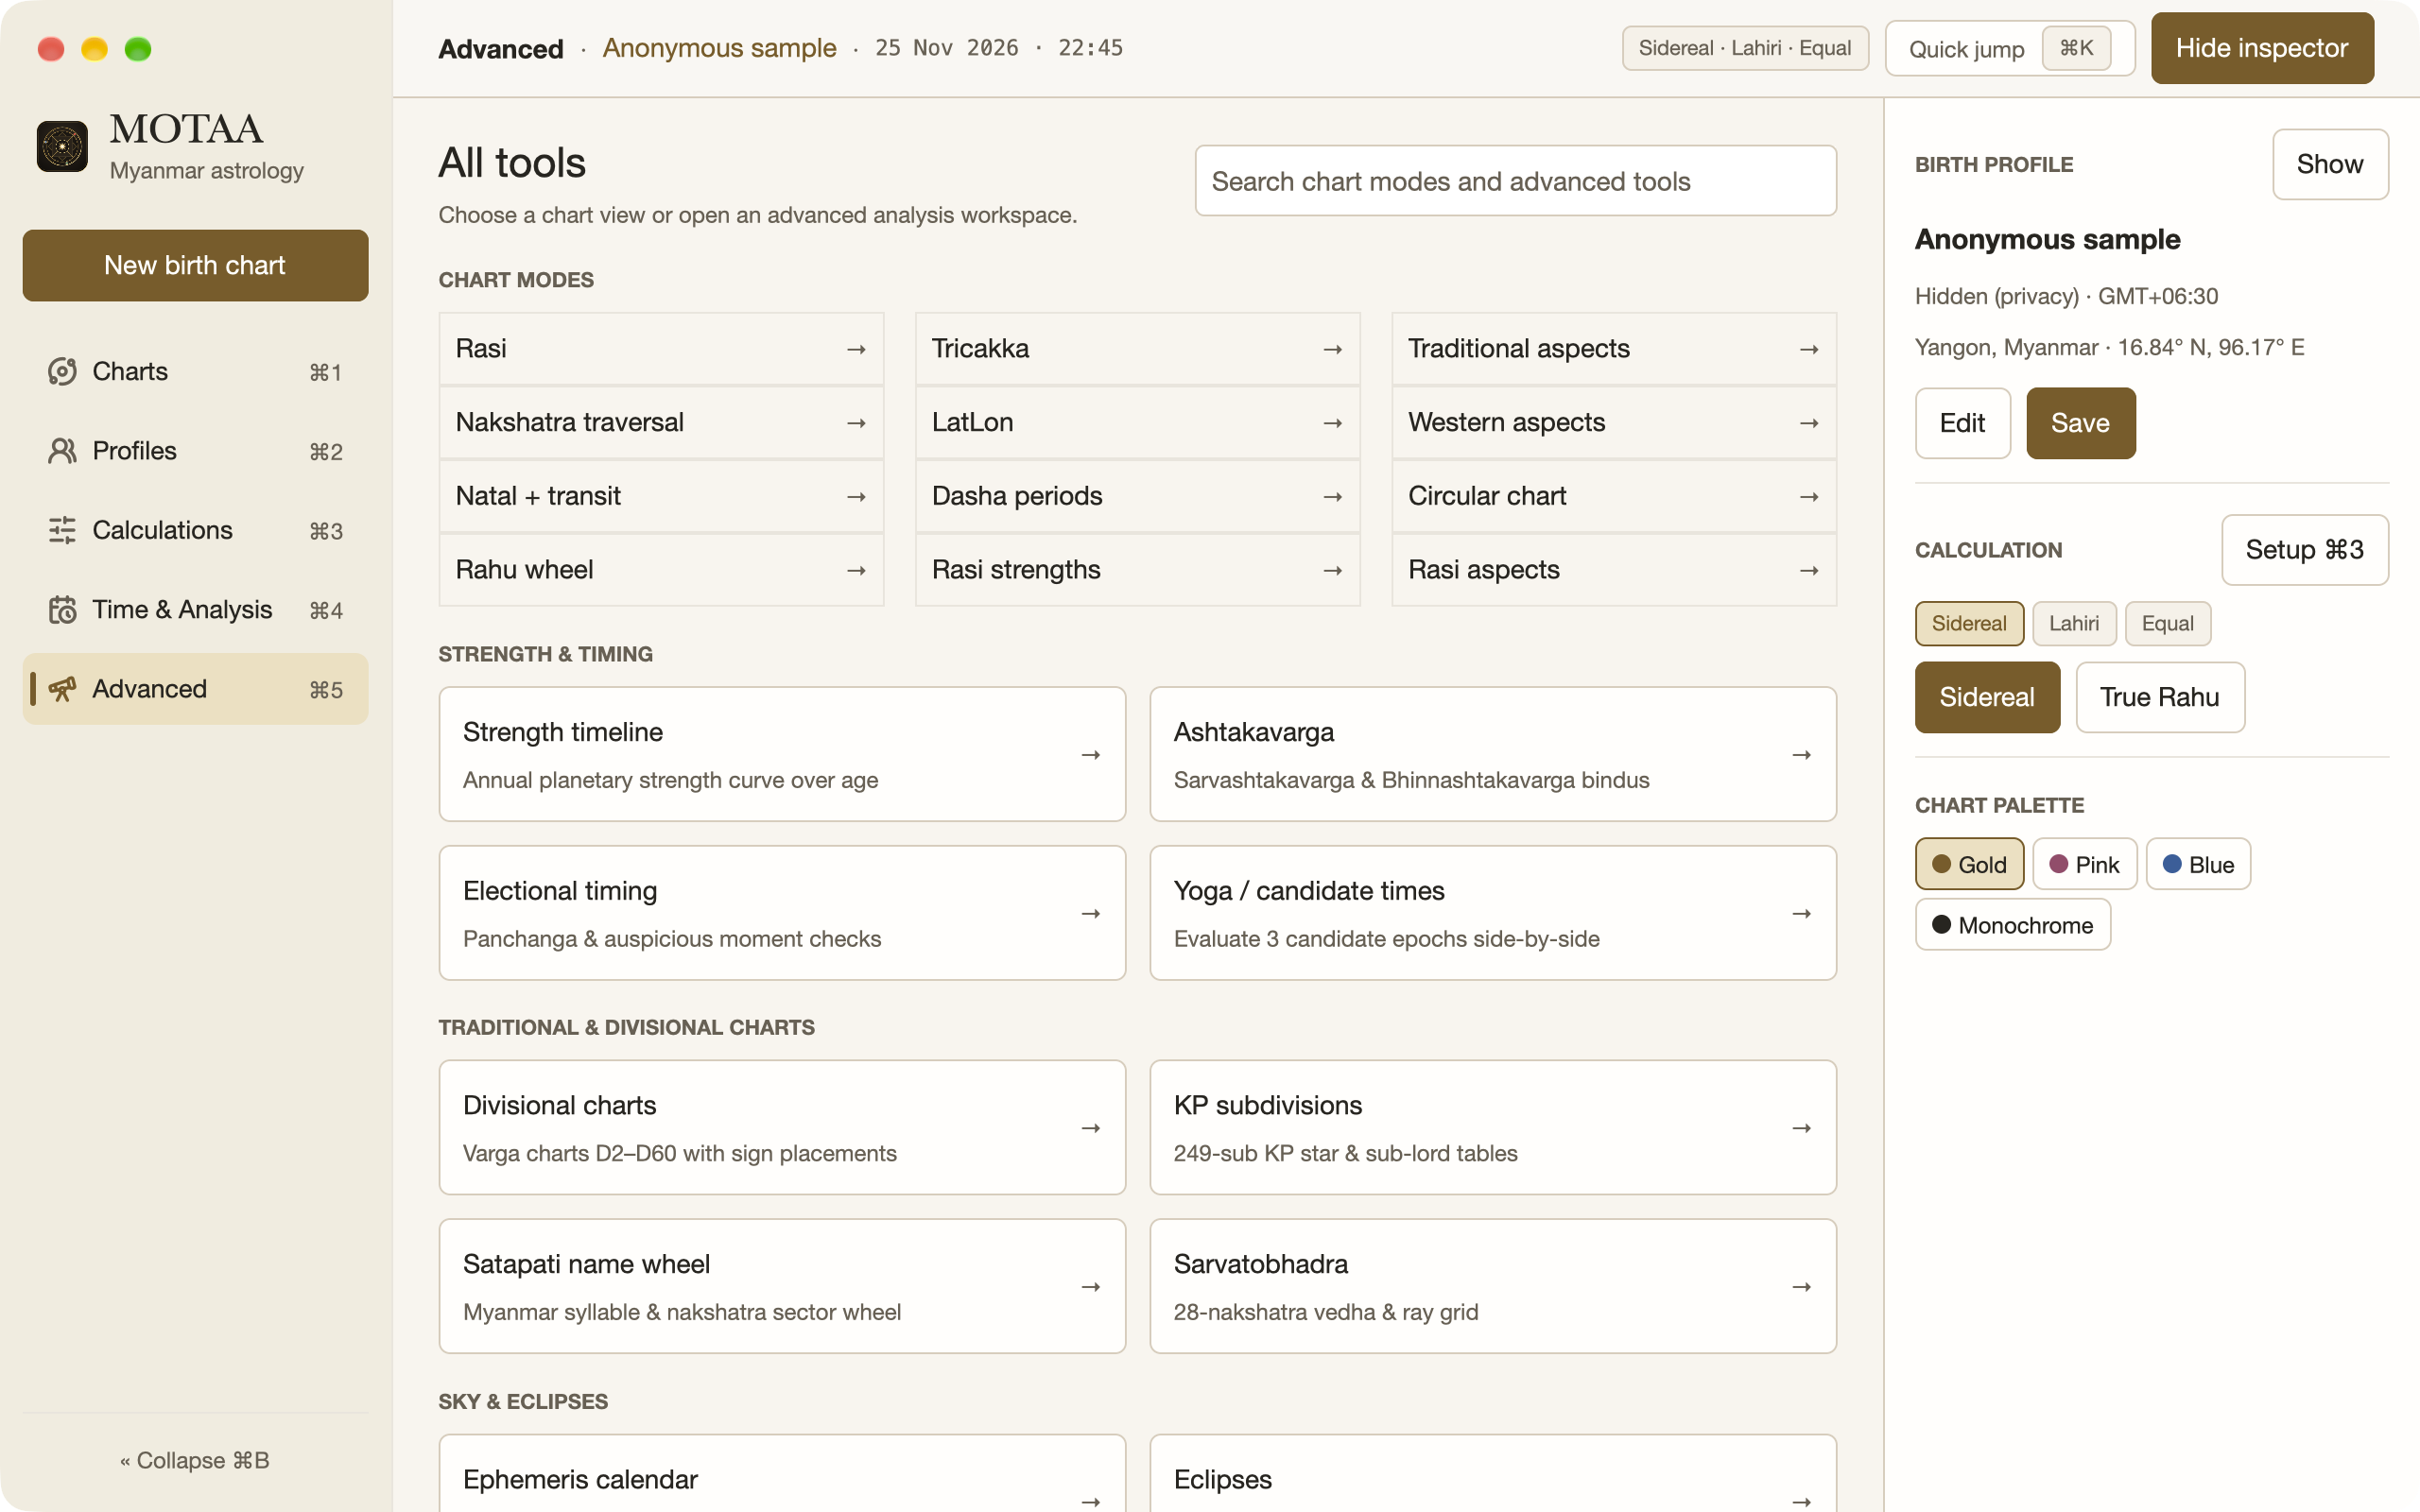 MOTAA
Myanmar astrology
New birth chart
Charts ⌘1
Profiles ⌘2
Calculations ⌘3
Time & Analysis ⌘4
Advanced ⌘5
« Collapse ⌘B
Advanced · Anonymous sample · 25 Nov 2026 · 22:45
Sidereal · Lahiri · Equal
Quick jump ⌘K
Hide inspector
All tools
Choose a chart view or open an advanced analysis workspace.
Search chart modes and advanced tools
CHART MODES
Rasi → Tricakka → Traditional aspects →
Nakshatra traversal → LatLon → Western aspects →
Natal + transit → Dasha periods → Circular chart →
Rahu wheel → Rasi strengths → Rasi aspects →
STRENGTH & TIMING
Strength timeline
Annual planetary strength curve over age
→
Ashtakavarga
Sarvashtakavarga & Bhinnashtakavarga bindus
→
Electional timing
Panchanga & auspicious moment checks
→
Yoga / candidate times
Evaluate 3 candidate epochs side-by-side
→
TRADITIONAL & DIVISIONAL CHARTS
Divisional charts
Varga charts D2–D60 with sign placements
→
KP subdivisions
249-sub KP star & sub-lord tables
→
Satapati name wheel
Myanmar syllable & nakshatra sector wheel
→
Sarvatobhadra
28-nakshatra vedha & ray grid
→
SKY & ECLIPSES
Ephemeris calendar
→
Eclipses
→
BIRTH PROFILE
Show
Anonymous sample
Hidden (privacy) · GMT+06:30
Yangon, Myanmar · 16.84° N, 96.17° E
Edit Save
CALCULATION
Setup ⌘3
Sidereal Lahiri Equal
Sidereal True Rahu
CHART PALETTE
Gold Pink Blue
Monochrome